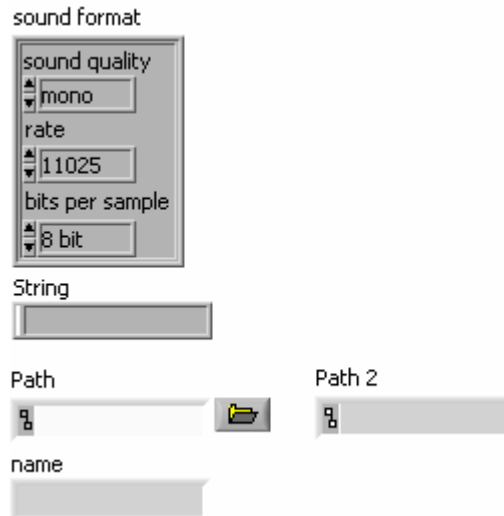 sound format
sound quality
mono
rate
11025
bits per sample
8 bit
String
Path
Path 2
name